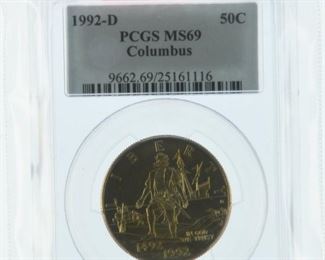 1992-D 50C
PCGS MS69
Columbus
9662.69/25161116
LIBERTY
IN GOD
WE TRUST
1492
1992